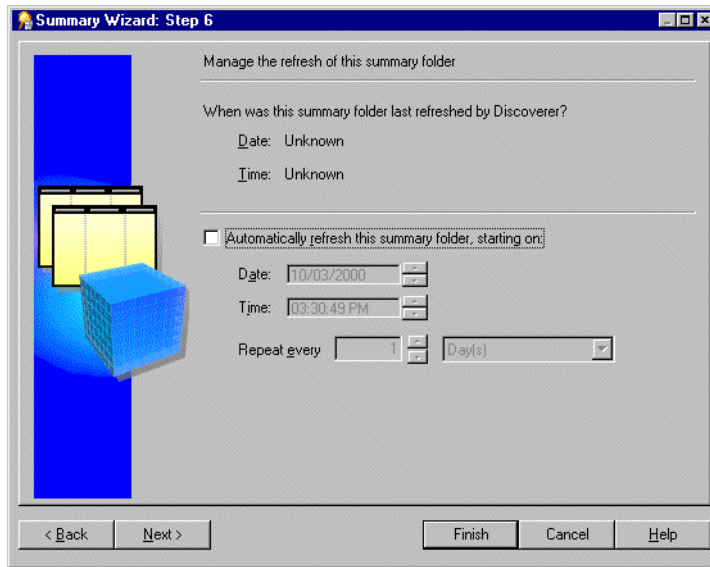 Summary Wizard: Step 6
Manage the refresh of this summary folder
When was this summary folder last refreshed by Discoverer?
Date: Unknown
Time: Unknown
Automatically refresh this summary folder, starting on:
Date: 10/03/2000
Time: 03:30:49 PM
Repeat every 1 Day(s)
< Back Next > Finish Cancel Help